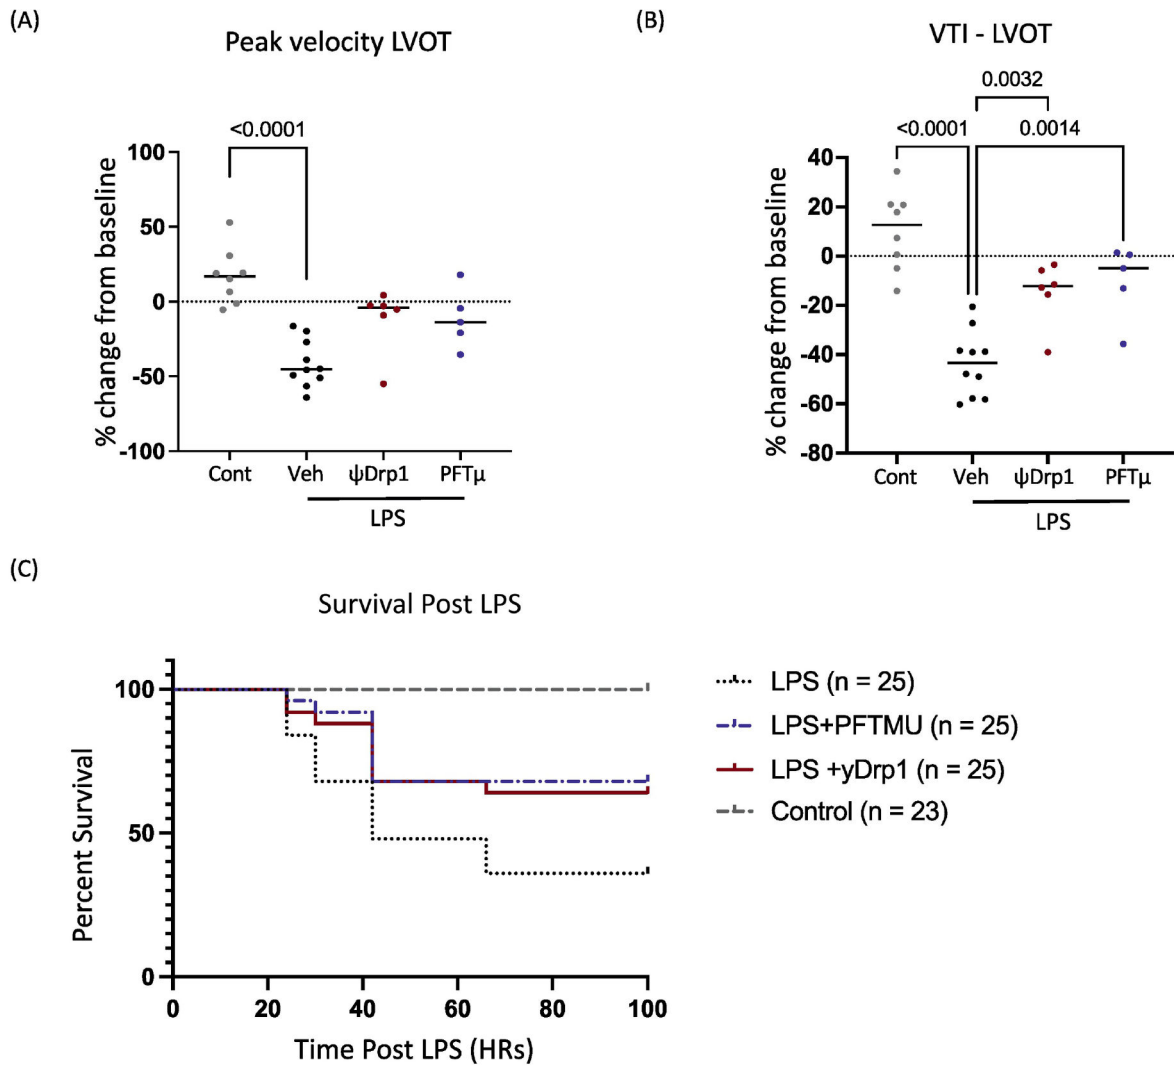 (A)
Peak velocity LVOT
<0.0001
100
50
0
-50
-100
% change from baseline
Cont
Veh
ψDrp1
PFTμ
LPS
(B)
VTI - LVOT
0.0032
<0.0001
0.0014
40
20
0
-20
-40
-60
-80
% change from baseline
Cont
Veh
ψDrp1
PFTμ
LPS
(C)
Survival Post LPS
100
50
0
Percent Survival
0
20
40
60
80
100
Time Post LPS (HRs)
LPS (n = 25)
LPS+PFTMU (n = 25)
LPS +yDrp1 (n = 25)
Control (n = 23)